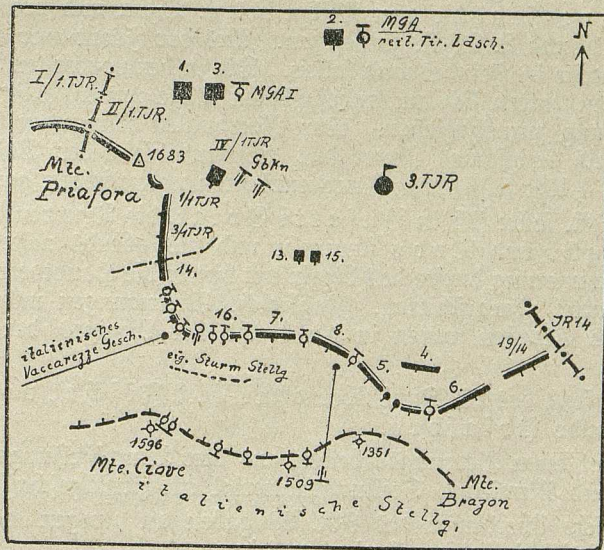 2. MGA
reit. Tir. Ldsch.
N
I/1.TJR.
II/1.TJR.
1. 3. MGA I
1683
IV/1TJR
GbKn
Mte.
Priafora
1/1TJR
3/1TJR
3.TJR
14.
13. 15.
italienisches
Vaccarezze Gesch.
16. 7. 8.
4.
5. 6.
19/14
JR14
eig. Sturm Stellg
1596
1509
1351
Mte. Ciove
Mte.
Brazon
italienische Stellg.